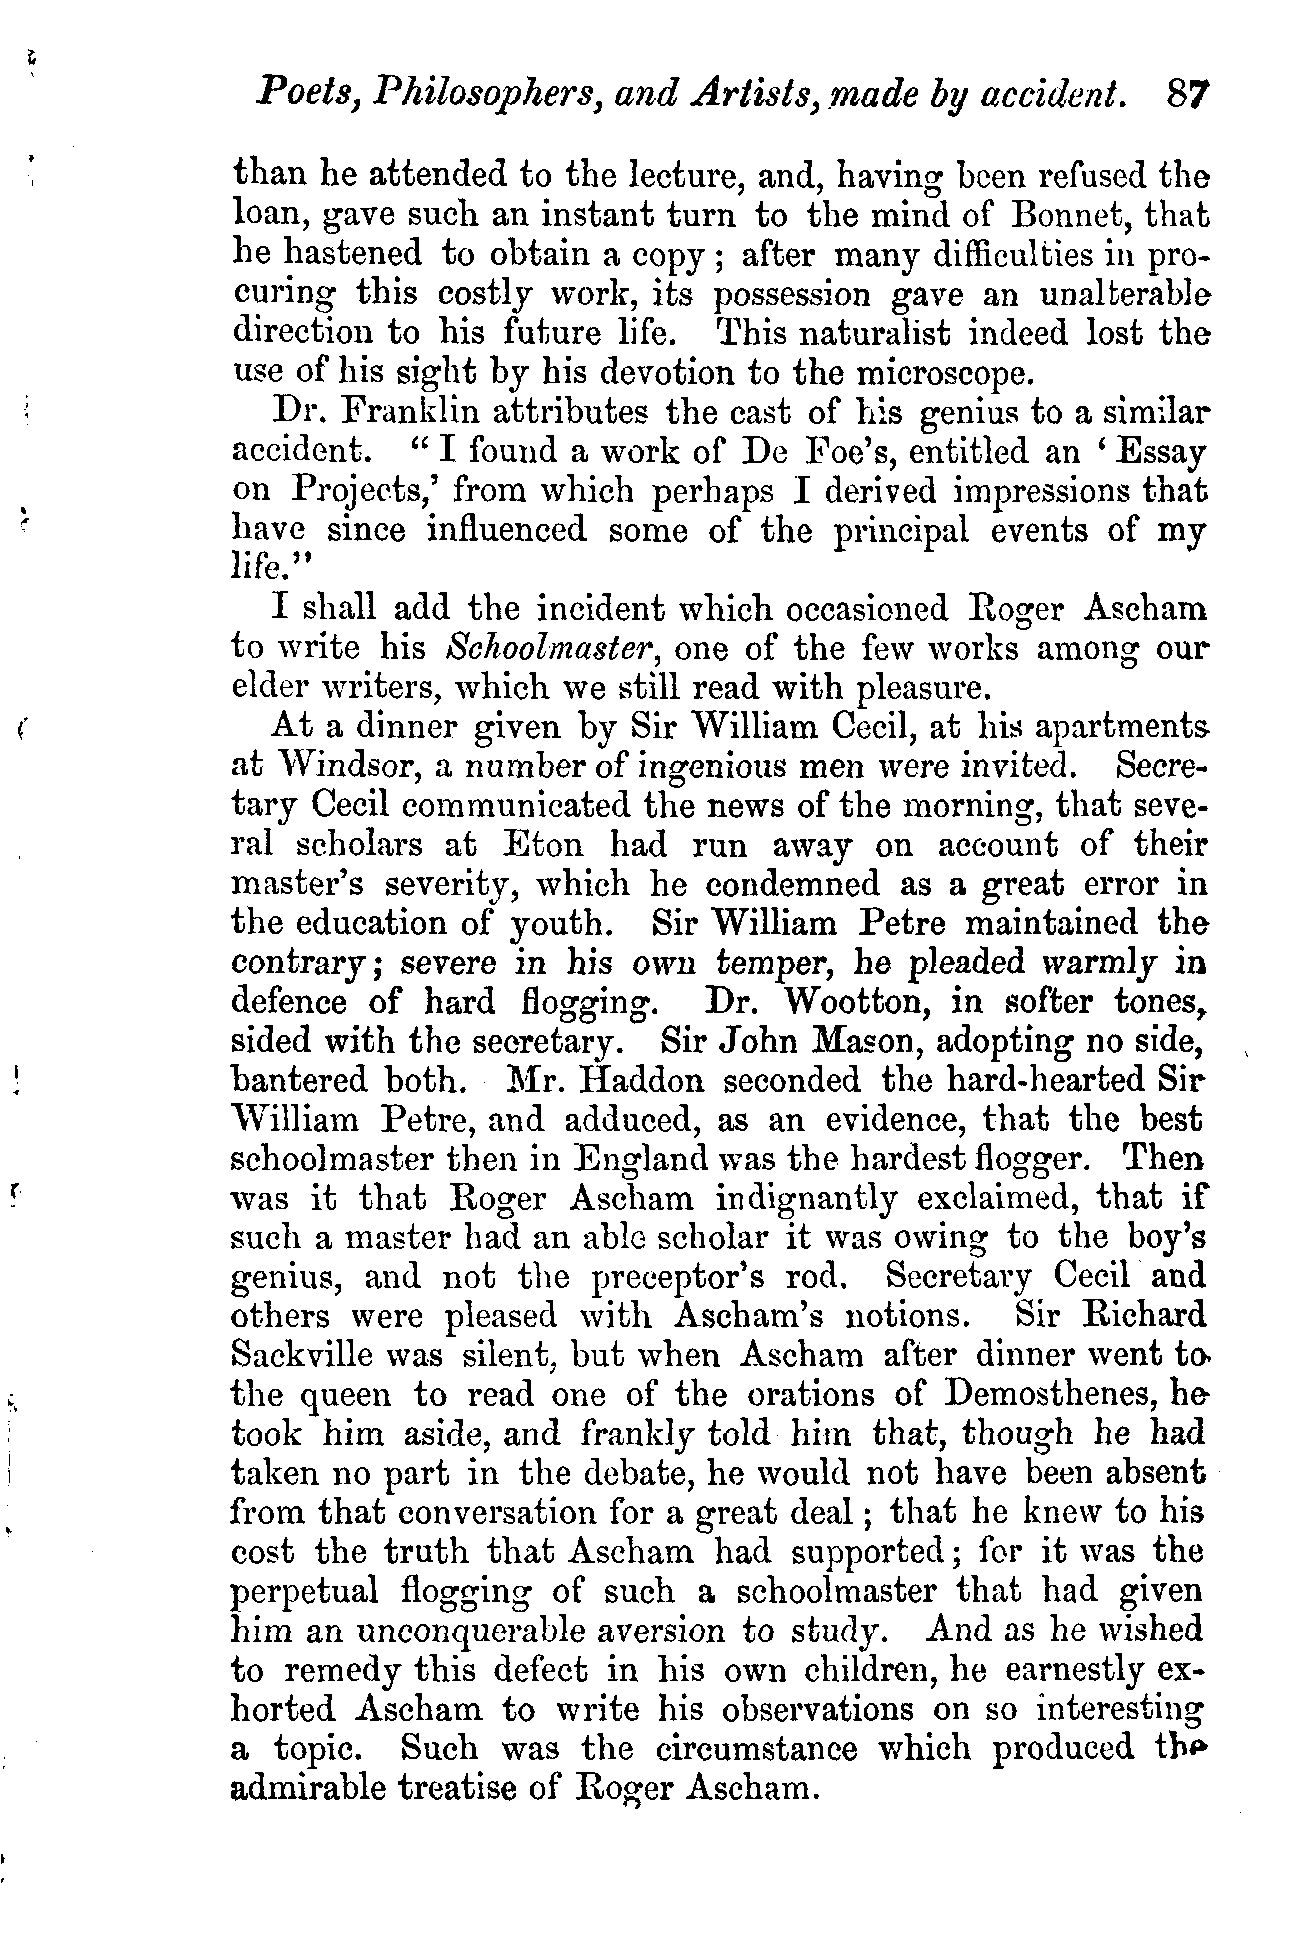 Poets, Philosophers, and Artists, made by accident. 87
than he attended to the lecture, and, having been refused the
loan, gave such an instant turn to the mind of Bonnet, that
he hastened to obtain a copy; after many difficulties in pro-
curing this costly work, its possession gave an unalterable
direction to his future life. This naturalist indeed lost the
use of his sight by his devotion to the microscope.
Dr. Franklin attributes the cast of his genius to a similar
accident. “I found a work of De Foe’s, entitled an ‘Essay
on Projects,’ from which perhaps I derived impressions that
have since influenced some of the principal events of my
life.”
I shall add the incident which occasioned Roger Ascham
to write his Schoolmaster, one of the few works among our
elder writers, which we still read with pleasure.
At a dinner given by Sir William Cecil, at his apartments
at Windsor, a number of ingenious men were invited. Secre-
tary Cecil communicated the news of the morning, that seve-
ral scholars at Eton had run away on account of their
master’s severity, which he condemned as a great error in
the education of youth. Sir William Petre maintained the
contrary; severe in his own temper, he pleaded warmly in
defence of hard flogging. Dr. Wootton, in softer tones,
sided with the secretary. Sir John Mason, adopting no side,
bantered both. Mr. Haddon seconded the hard-hearted Sir
William Petre, and adduced, as an evidence, that the best
schoolmaster then in England was the hardest flogger. Then
was it that Roger Ascham indignantly exclaimed, that if
such a master had an able scholar it was owing to the boy’s
genius, and not the preceptor’s rod. Secretary Cecil and
others were pleased with Ascham’s notions. Sir Richard
Sackville was silent, but when Ascham after dinner went to
the queen to read one of the orations of Demosthenes, he
took him aside, and frankly told him that, though he had
taken no part in the debate, he would not have been absent
from that conversation for a great deal; that he knew to his
cost the truth that Ascham had supported; for it was the
perpetual flogging of such a schoolmaster that had given
him an unconquerable aversion to study. And as he wished
to remedy this defect in his own children, he earnestly ex-
horted Ascham to write his observations on so interesting
a topic. Such was the circumstance which produced the
admirable treatise of Roger Ascham.